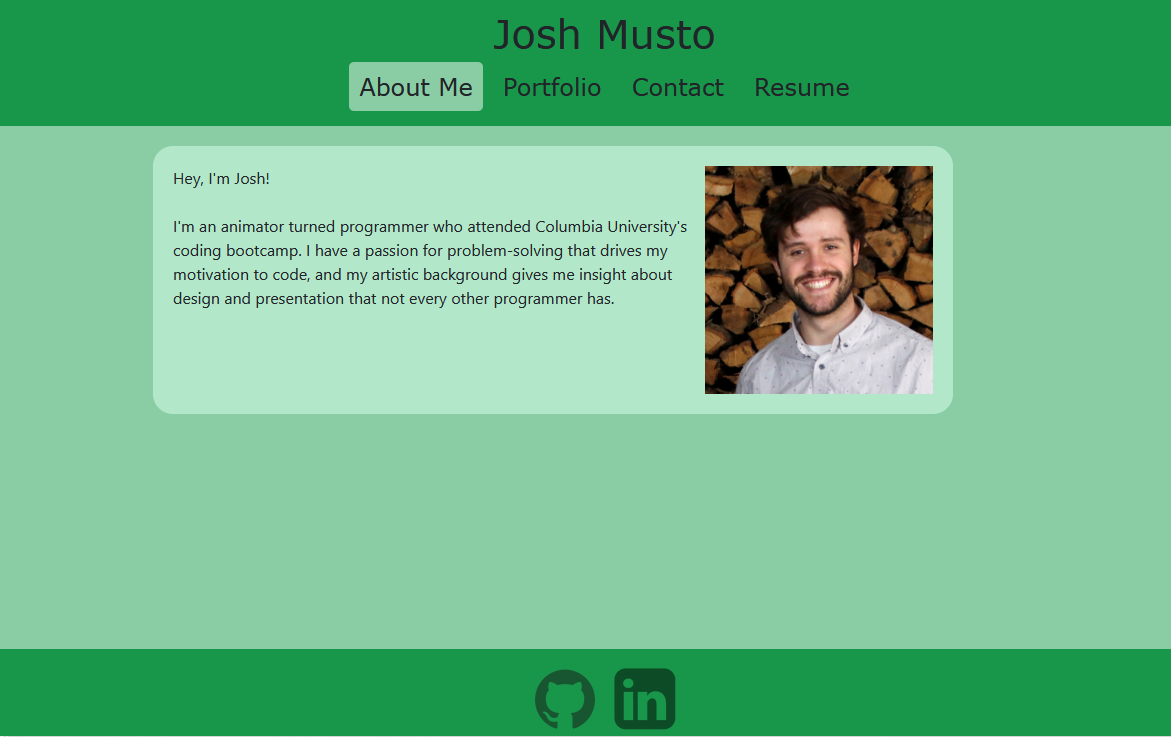 Josh Musto
About Me Portfolio Contact Resume
Hey, I'm Josh!
I'm an animator turned programmer who attended Columbia University's
coding bootcamp. I have a passion for problem-solving that drives my
motivation to code, and my artistic background gives me insight about
design and presentation that not every other programmer has.
in